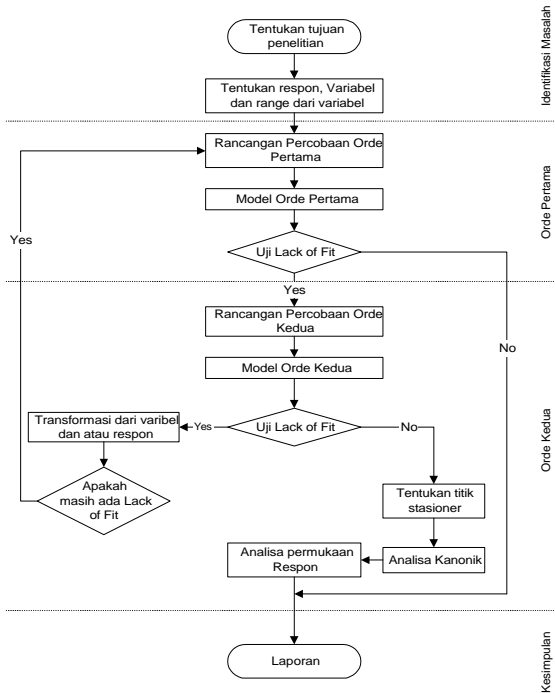 Tentukan tujuan
penelitian
Identifikasi Masalah
Tentukan respon, Variabel
dan range dari variabel
Rancangan Percobaan Orde
Pertama
Orde Pertama
Model Orde Pertama
Yes
Uji Lack of Fit
Yes
Rancangan Percobaan Orde
Kedua
No
Model Orde Kedua
Orde Kedua
Transformasi dari varibel
dan atau respon
Yes
Uji Lack of Fit
No
Apakah
masih ada Lack
of Fit
Tentukan titik
stasioner
Analisa permukaan
Respon
Analisa Kanonik
Laporan
Kesimpulan